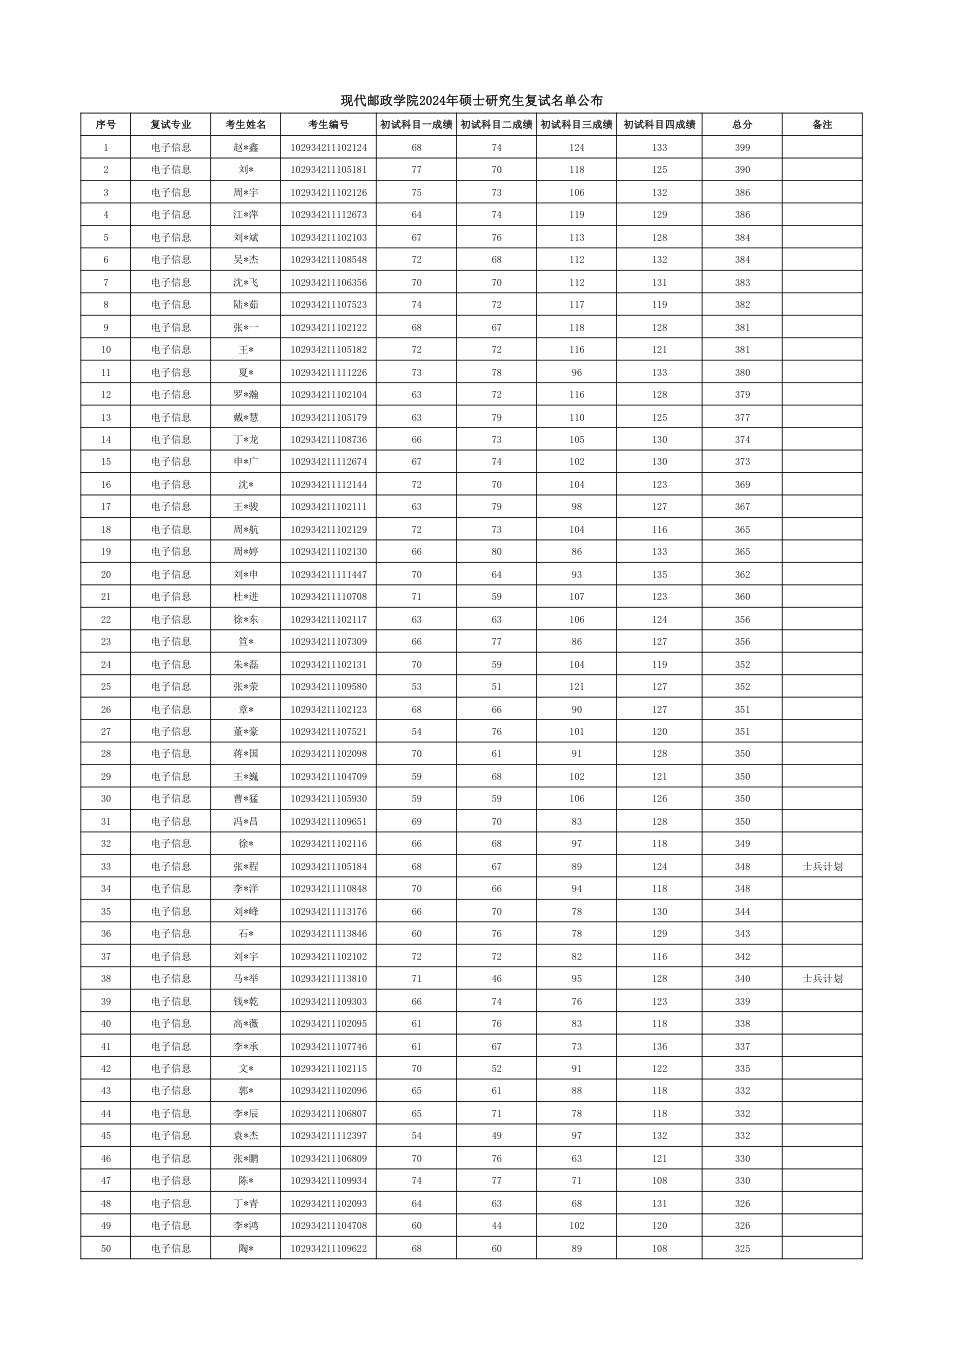 现代邮政学院2024年硕士研究生复试名单公布
序号 复试专业 考生姓名 考生编号 初试科目一成绩 初试科目二成绩 初试科目三成绩 初试科目四成绩 总分 备注
1 电子信息 赵*鑫 102934211102124 68 74 124 133 399
2 电子信息 刘* 102934211105181 77 70 118 125 390
3 电子信息 周*宇 102934211102126 75 73 106 132 386
4 电子信息 江*萍 102934211112673 64 74 119 129 386
5 电子信息 刘*斌 102934211102103 67 76 113 128 384
6 电子信息 吴*杰 102934211108548 72 68 112 132 384
7 电子信息 沈*飞 102934211106356 70 70 112 131 383
8 电子信息 陆*茹 102934211107523 74 72 117 119 382
9 电子信息 张*一 102934211102122 68 67 118 128 381
10 电子信息 王* 102934211105182 72 72 116 121 381
11 电子信息 夏* 102934211111226 73 78 96 133 380
12 电子信息 罗*瀚 102934211102104 63 72 116 128 379
13 电子信息 戴*慧 102934211105179 63 79 110 125 377
14 电子信息 丁*龙 102934211108736 66 73 105 130 374
15 电子信息 申*广 102934211112674 67 74 102 130 373
16 电子信息 沈* 102934211112144 72 70 104 123 369
17 电子信息 王*骏 102934211102111 63 79 98 127 367
18 电子信息 周*航 102934211102129 72 73 104 116 365
19 电子信息 周*婷 102934211102130 66 80 86 133 365
20 电子信息 刘*申 102934211111447 70 64 93 135 362
21 电子信息 杜*进 102934211110708 71 59 107 123 360
22 电子信息 徐*东 102934211102117 63 63 106 124 356
23 电子信息 笪* 102934211107309 66 77 86 127 356
24 电子信息 朱*磊 102934211102131 70 59 104 119 352
25 电子信息 张*荥 102934211109580 53 51 121 127 352
26 电子信息 章* 102934211102123 68 66 90 127 351
27 电子信息 董*豪 102934211107521 54 76 101 120 351
28 电子信息 蒋*国 102934211102098 70 61 91 128 350
29 电子信息 王*巍 102934211104709 59 68 102 121 350
30 电子信息 曹*猛 102934211105930 59 59 106 126 350
31 电子信息 冯*昌 102934211109651 69 70 83 128 350
32 电子信息 徐* 102934211102116 66 68 97 118 349
33 电子信息 张*程 102934211105184 68 67 89 124 348 士兵计划
34 电子信息 李*洋 102934211110848 70 66 94 118 348
35 电子信息 刘*峰 102934211113176 66 70 78 130 344
36 电子信息 石* 102934211113846 60 76 78 129 343
37 电子信息 刘*宇 102934211102102 72 72 82 116 342
38 电子信息 马*举 102934211113810 71 46 95 128 340 士兵计划
39 电子信息 钱*乾 102934211109303 66 74 76 123 339
40 电子信息 高*薇 102934211102095 61 76 83 118 338
41 电子信息 李*承 102934211107746 61 67 73 136 337
42 电子信息 文* 102934211102115 70 52 91 122 335
43 电子信息 郭* 102934211102096 65 61 88 118 332
44 电子信息 李*辰 102934211106807 65 71 78 118 332
45 电子信息 袁*杰 102934211112397 54 49 97 132 332
46 电子信息 张*鹏 102934211106809 70 76 63 121 330
47 电子信息 陈* 102934211109934 74 77 71 108 330
48 电子信息 丁*青 102934211102093 64 63 68 131 326
49 电子信息 李*鸿 102934211104708 60 44 102 120 326
50 电子信息 陶* 102934211109622 68 60 89 108 325